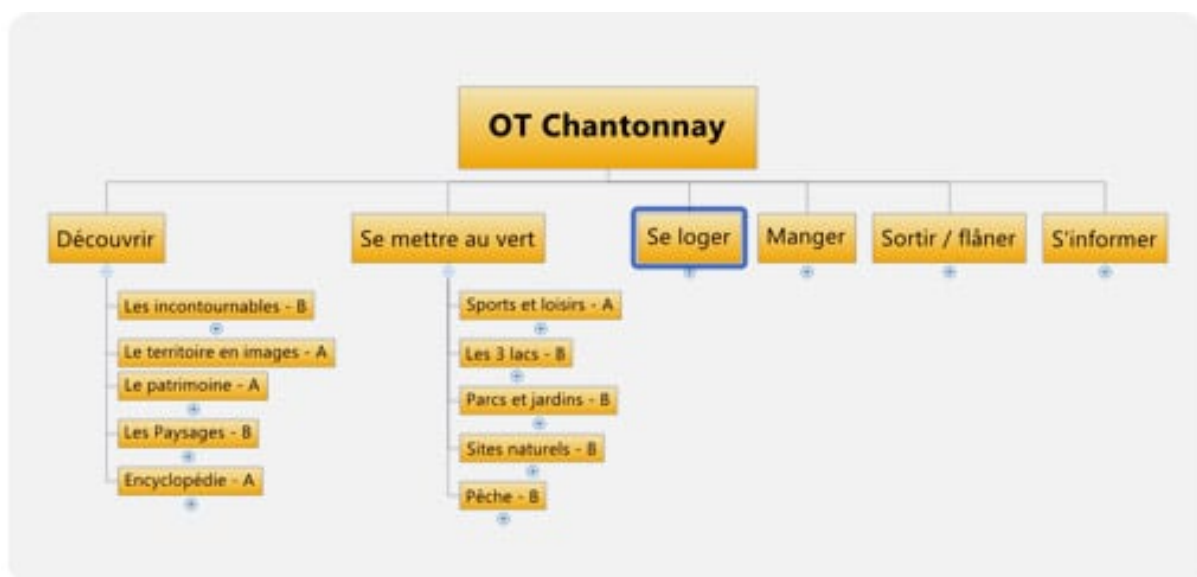 OT Chantonnay
Découvrir
Se mettre au vert
Se loger
Manger
Sortir / flâner
S'informer
Les incontournables - B
Le territoire en images - A
Le patrimoine - A
Les Paysages - B
Encyclopédie - A
Sports et loisirs - A
Les 3 lacs - B
Parcs et jardins - B
Sites naturels - B
Pêche - B